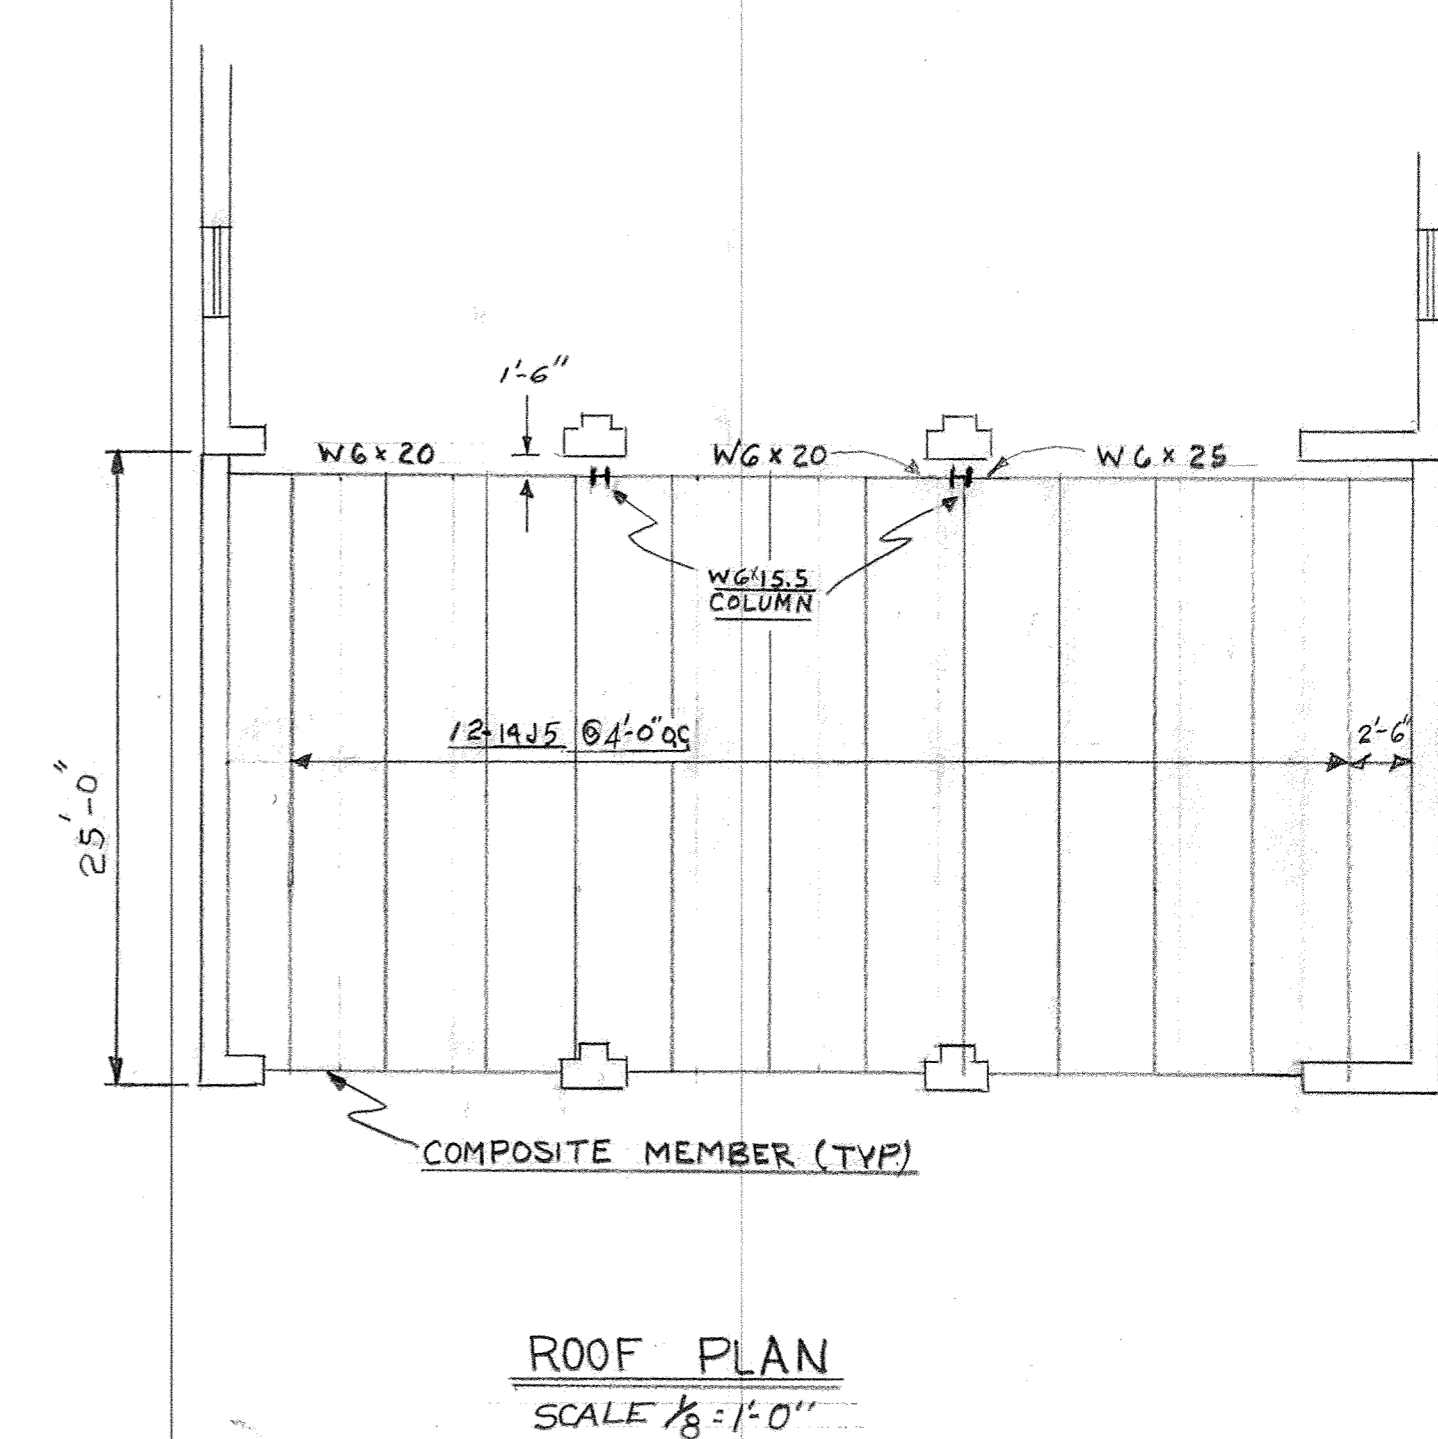 1'-6"
W6 x 20
W6 x 20
W6 x 25
W6x15.5
COLUMN
12-14J5 @4'-0"OC
2'-6"
25'-0"
COMPOSITE MEMBER (TYP.)
ROOF PLAN
SCALE 1/8=1'-0"